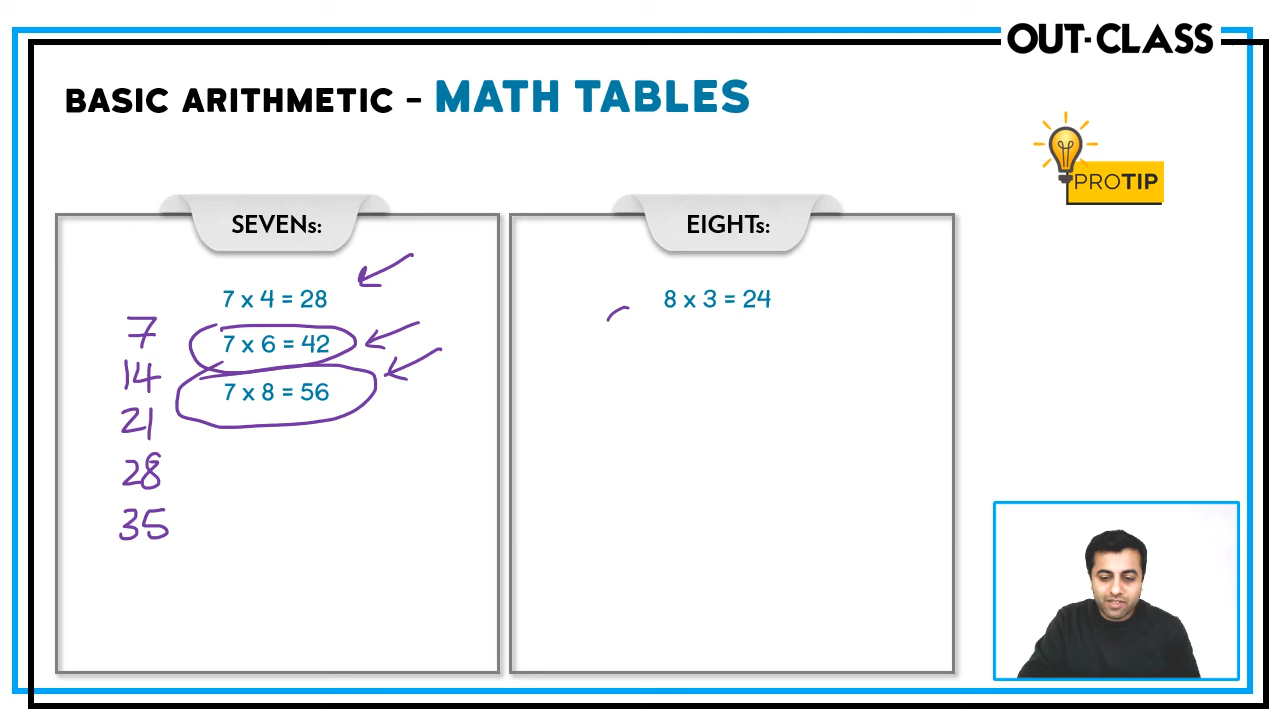 OUT-CLASS
BASIC ARITHMETIC - MATH TABLES
PROTIP
SEVENs:
7 x 4 = 28
7 x 6 = 42
7 x 8 = 56
7
14
21
28
35
EIGHTs:
8 x 3 = 24